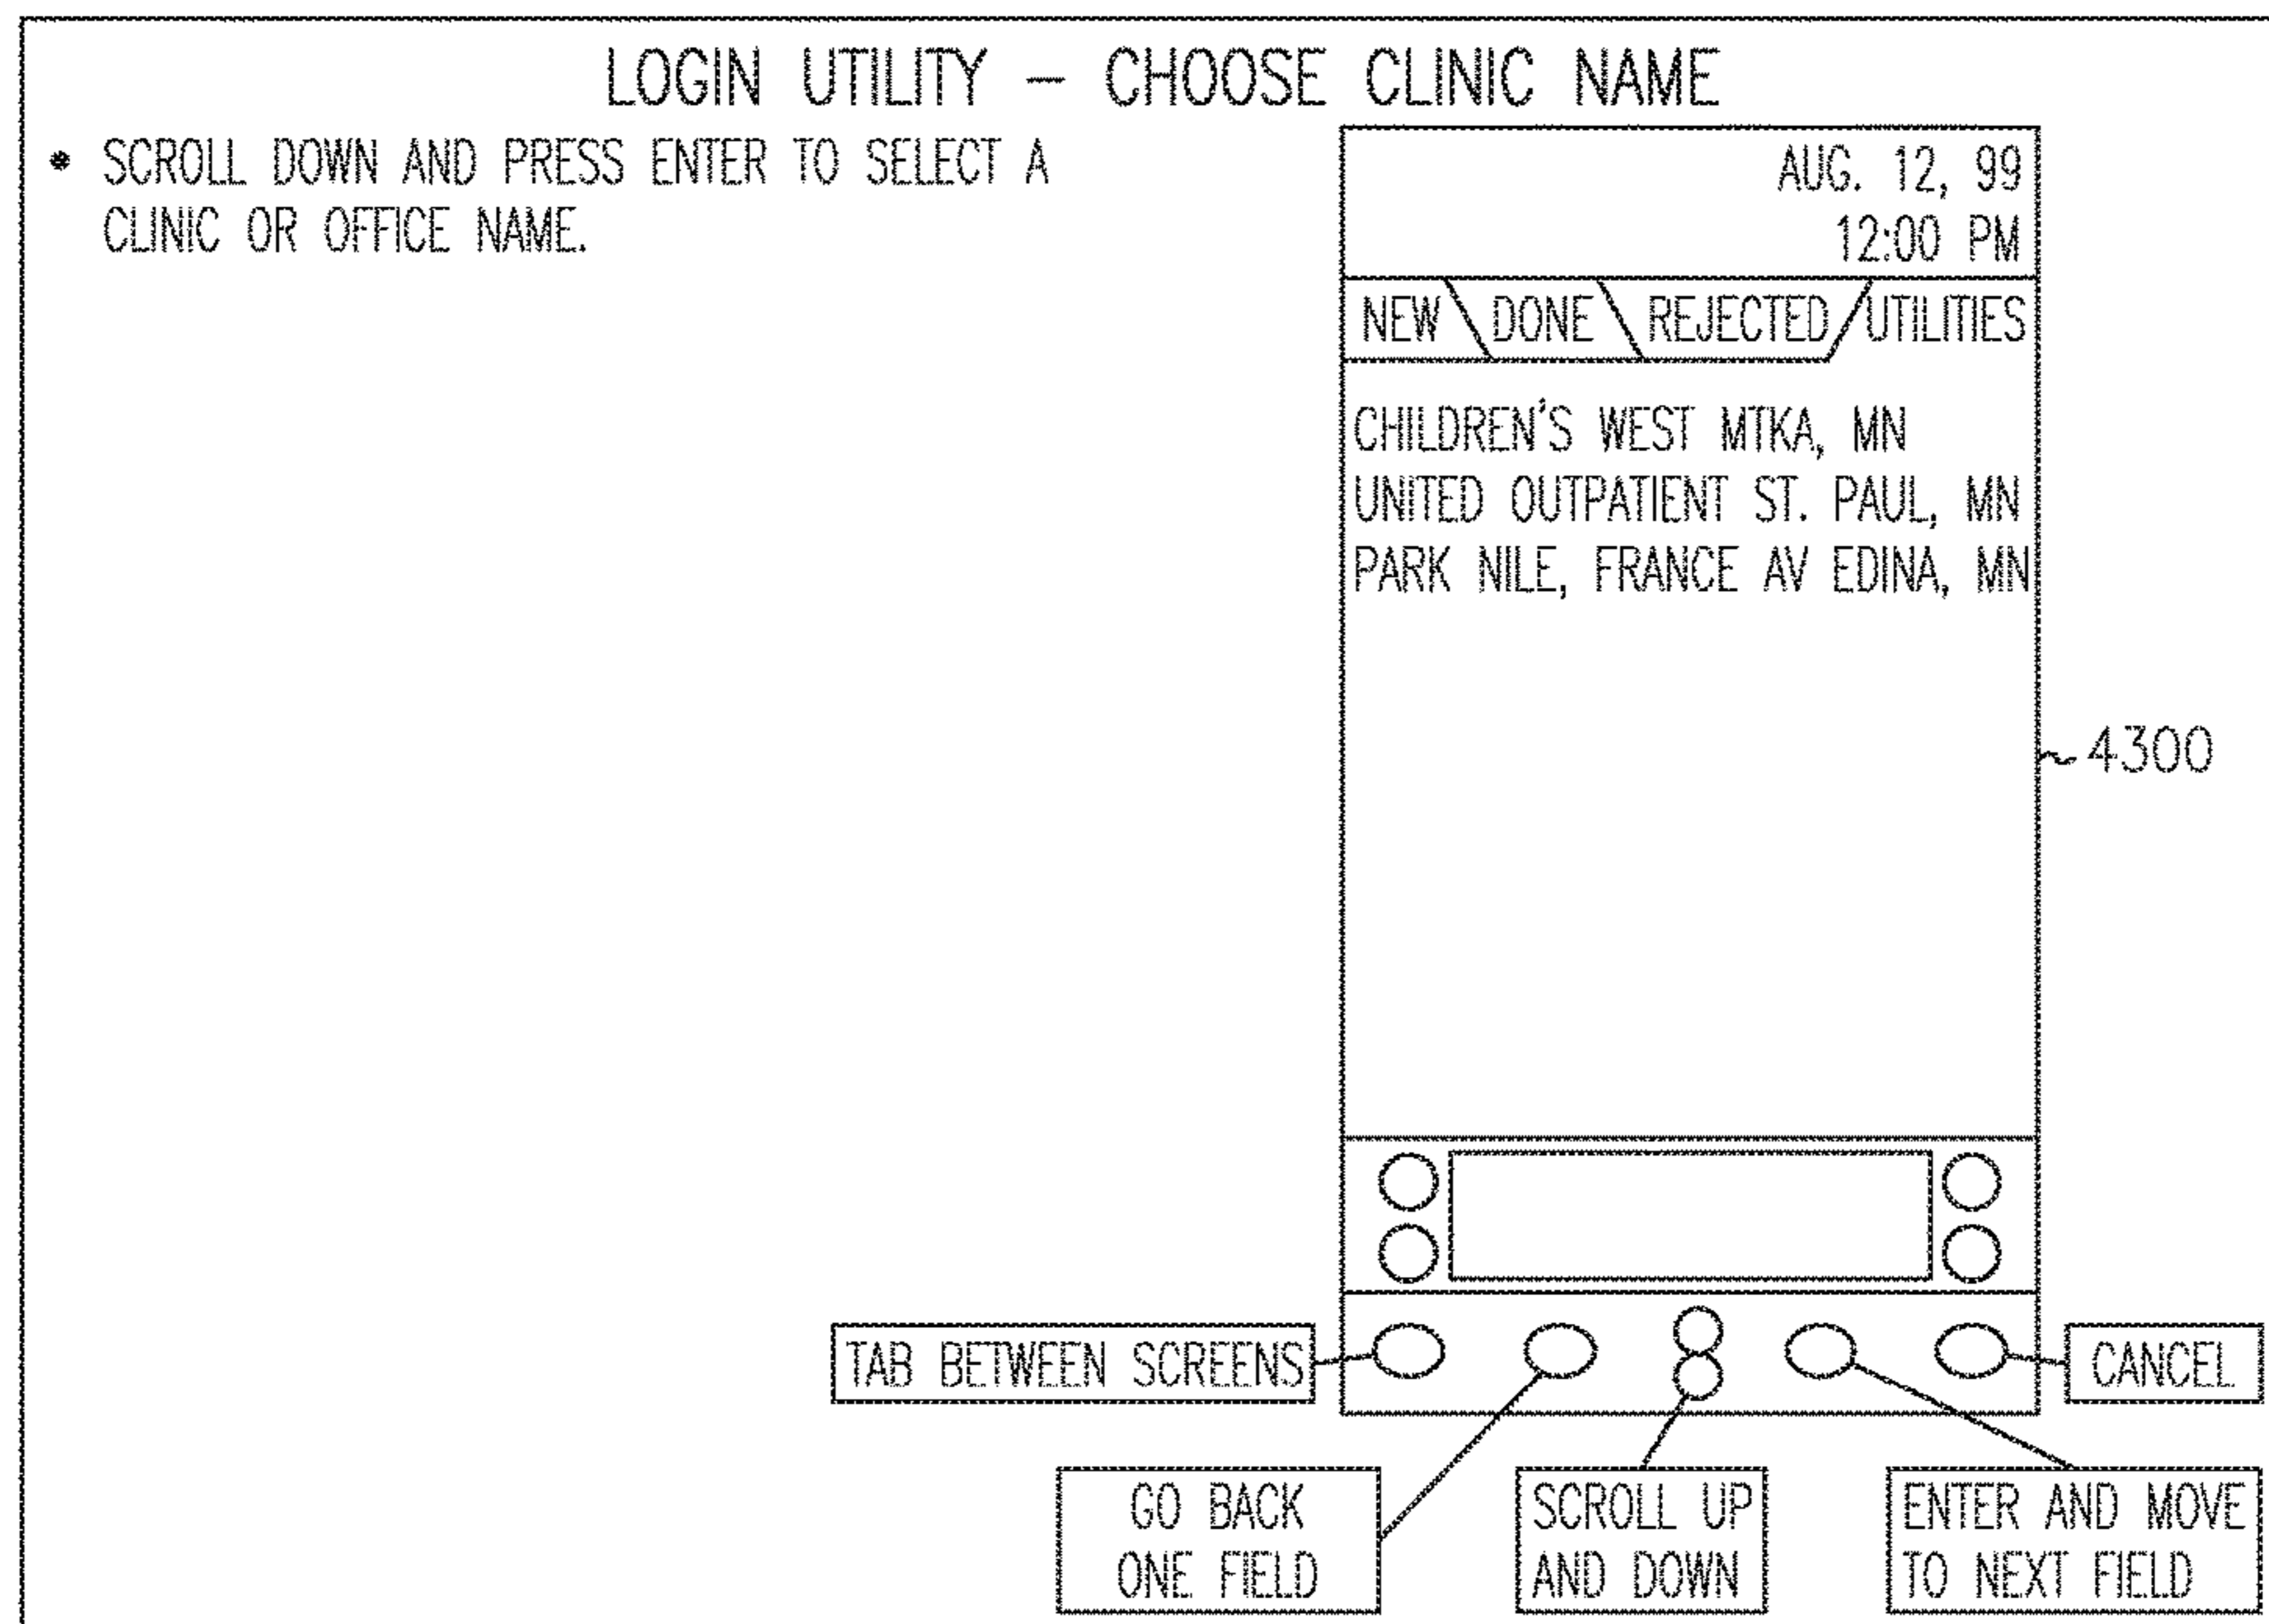 LOGIN UTILITY – CHOOSE CLINIC NAME
• SCROLL DOWN AND PRESS ENTER TO SELECT A
CLINIC OR OFFICE NAME.
AUG. 12, 99
12:00 PM
NEW DONE REJECTED UTILITIES
CHILDREN'S WEST MTKA, MN
UNITED OUTPATIENT ST. PAUL, MN
PARK NILE, FRANCE AV EDINA, MN
4300
TAB BETWEEN SCREENS
CANCEL
GO BACK
ONE FIELD
SCROLL UP
AND DOWN
ENTER AND MOVE
TO NEXT FIELD